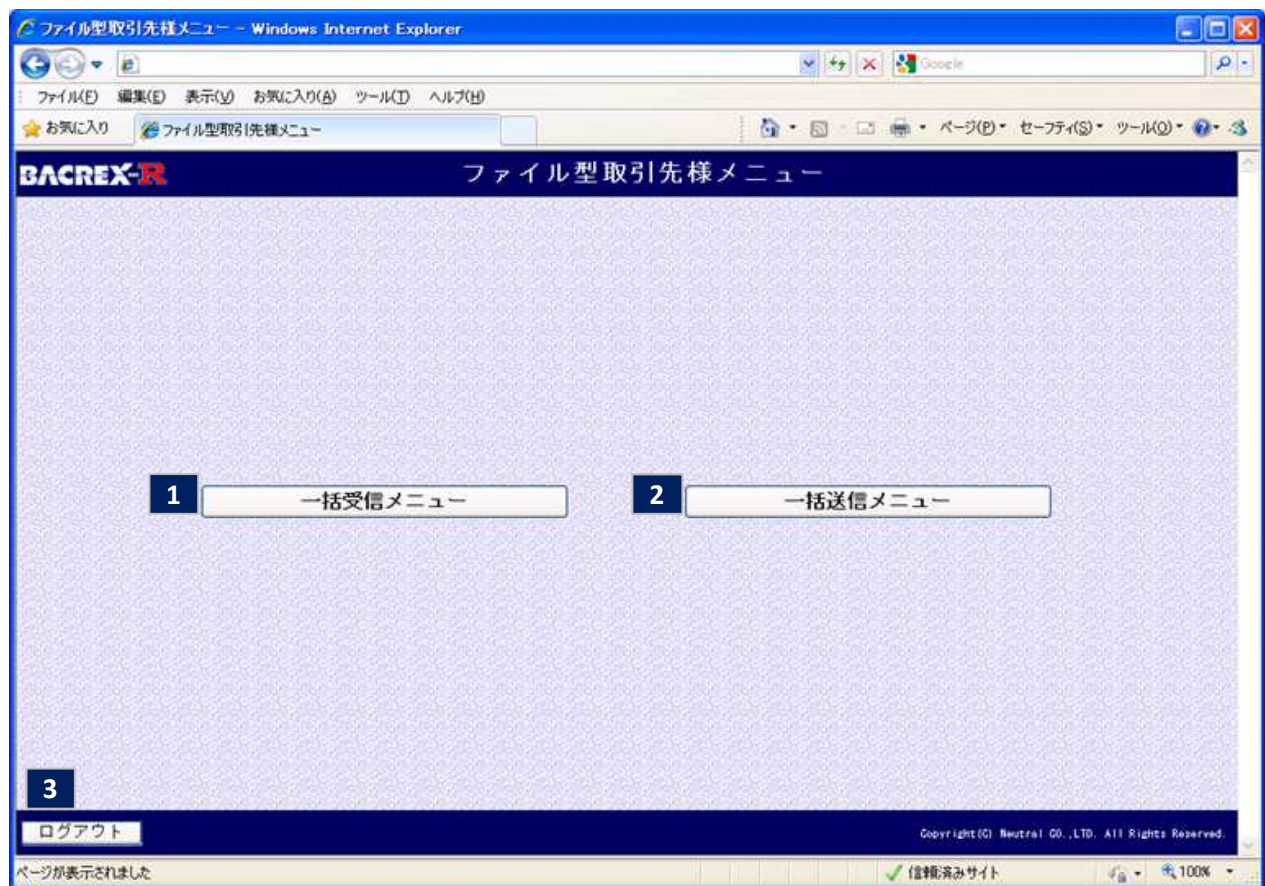 ファイル型取引先様メニュー - Windows Internet Explorer
Google
ファイル(F) 編集(E) 表示(V) お気に入り(A) ツール(T) ヘルプ(H)
お気に入り ファイル型取引先様メニュー ページ(P) セーフティ(S) ツール(O)
BACREX-R ファイル型取引先様メニュー
1 一括受信メニュー 2 一括送信メニュー
3
ログアウト Copyright(C) Neutral CO.,LTD. All Rights Reserved.
ページが表示されました 信頼済みサイト 100%